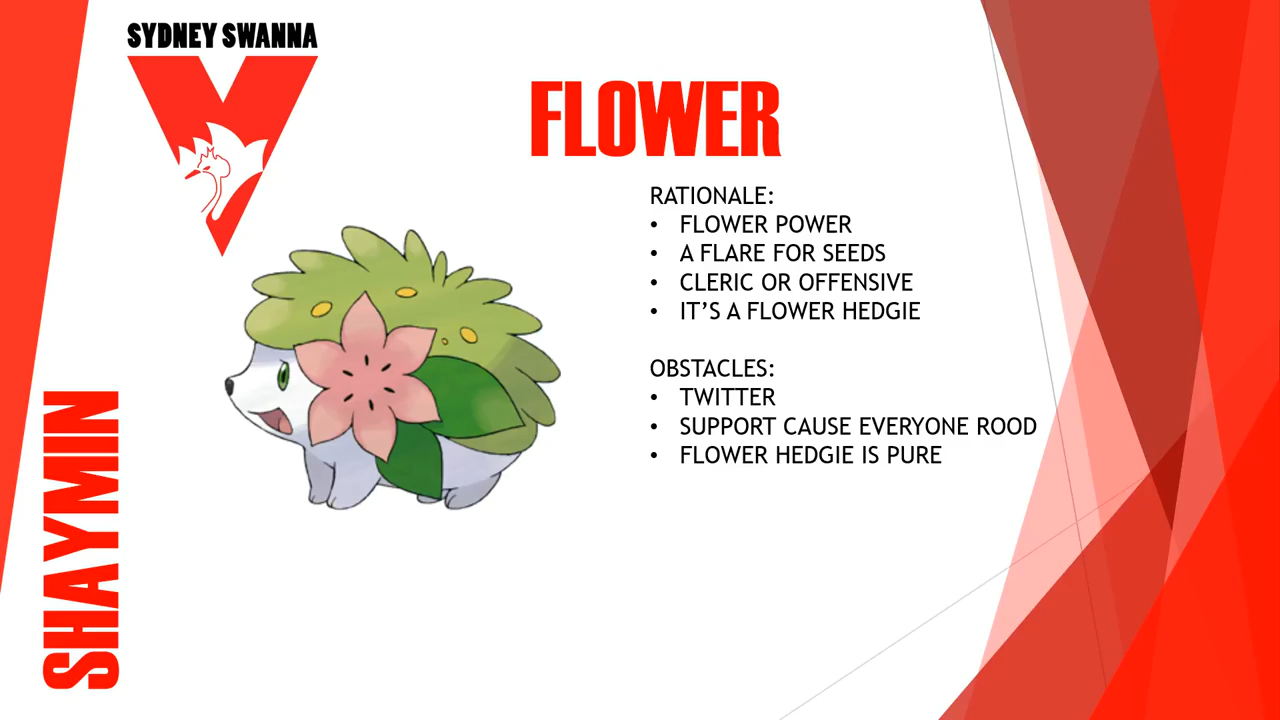 SYDNEY SWANNA
FLOWER
RATIONALE:
• FLOWER POWER
• A FLARE FOR SEEDS
• CLERIC OR OFFENSIVE
• IT’S A FLOWER HEDGIE
OBSTACLES:
• TWITTER
• SUPPORT CAUSE EVERYONE ROOD
• FLOWER HEDGIE IS PURE
SHAYMIN